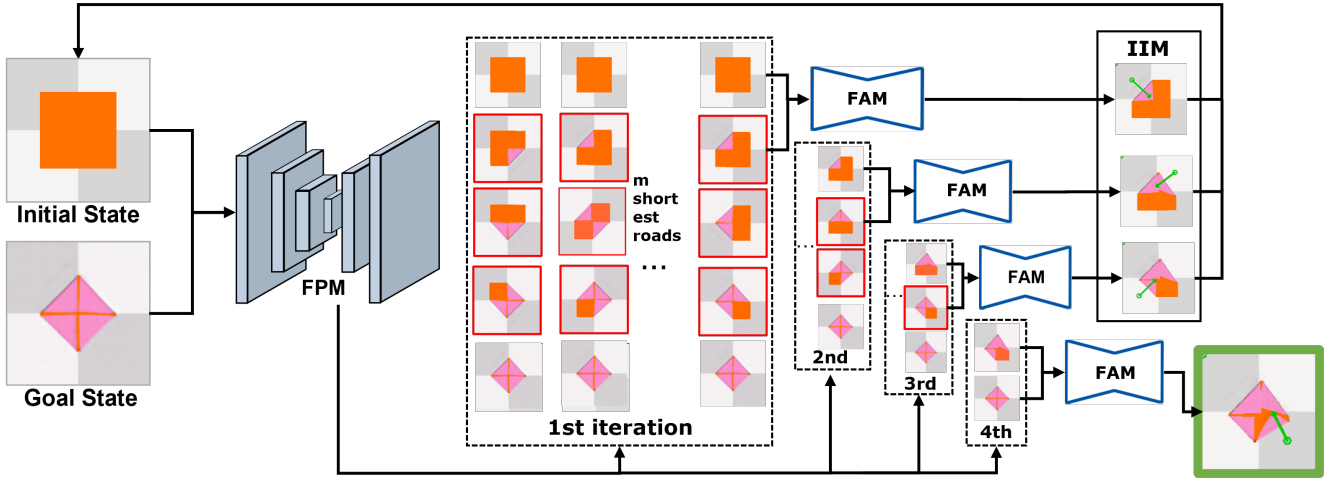 Initial State
Goal State
FPM
m
short
est
roads
...
1st iteration
FAM
IIM
...
2nd
FAM
...
3rd
FAM
4th
FAM